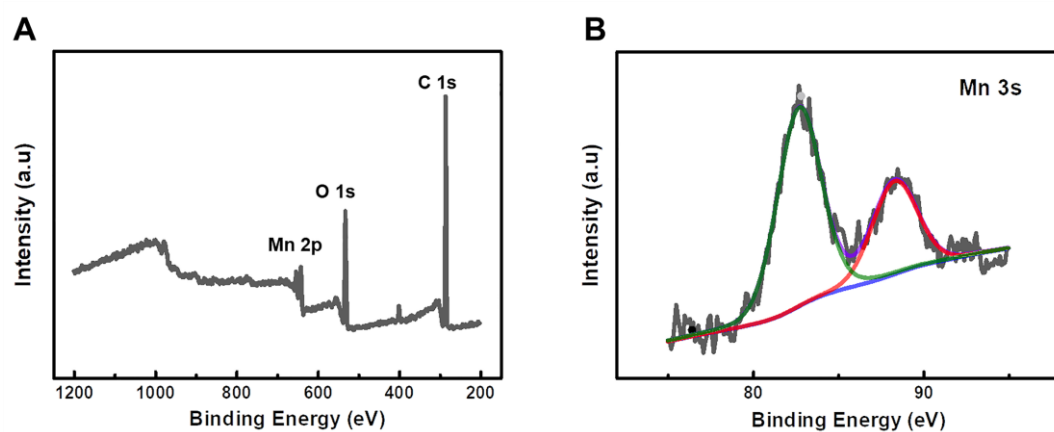 A
C 1s
O 1s
Mn 2p
Intensity (a.u)
1200 1000 800 600 400 200
Binding Energy (eV)
B
Mn 3s
Intensity (a.u)
80 90
Binding Energy (eV)